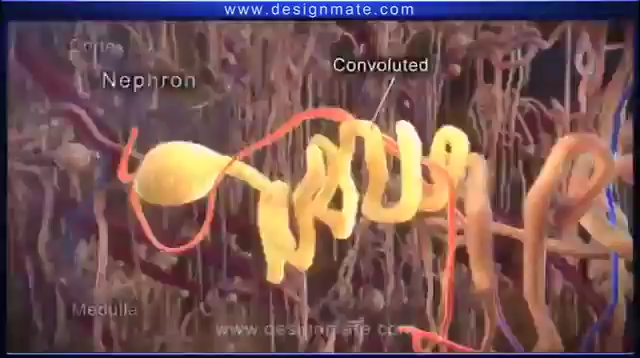 www.designmate.com
Cortex
Nephron
Convoluted
Medulla
www.designmate.com